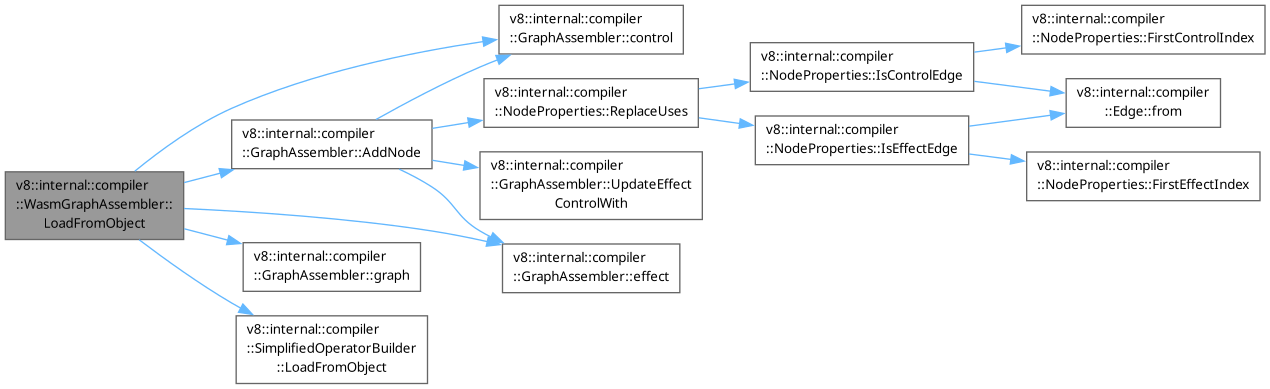 v8::internal::compiler
::WasmGraphAssembler::
LoadFromObject
v8::internal::compiler
::GraphAssembler::control
v8::internal::compiler
::GraphAssembler::AddNode
v8::internal::compiler
::NodeProperties::ReplaceUses
v8::internal::compiler
::NodeProperties::IsControlEdge
v8::internal::compiler
::NodeProperties::FirstControlIndex
v8::internal::compiler
::Edge::from
v8::internal::compiler
::NodeProperties::IsEffectEdge
v8::internal::compiler
::NodeProperties::FirstEffectIndex
v8::internal::compiler
::GraphAssembler::UpdateEffect
ControlWith
v8::internal::compiler
::GraphAssembler::effect
v8::internal::compiler
::GraphAssembler::graph
v8::internal::compiler
::SimplifiedOperatorBuilder
::LoadFromObject